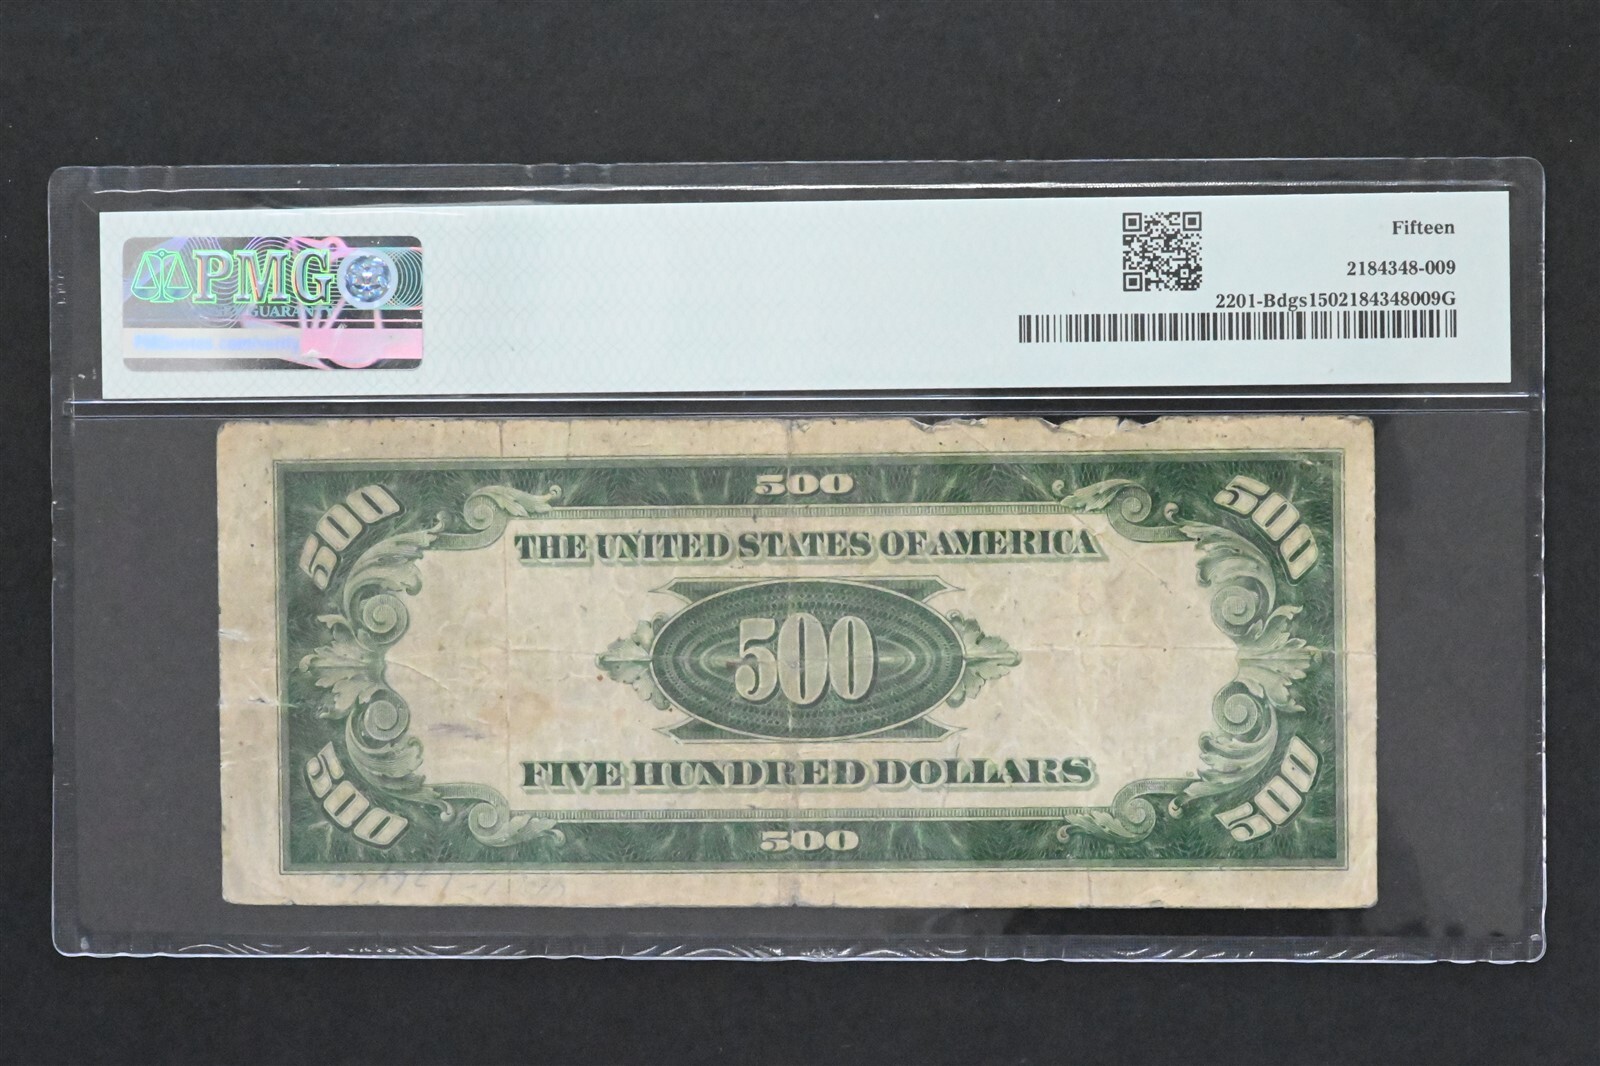 PMG
GUARANTY
Fifteen
2184348-009
2201-Bdgs1502184348009G
500
500
500
THE UNITED STATES OF AMERICA
500
FIVE HUNDRED DOLLARS
500
500
500